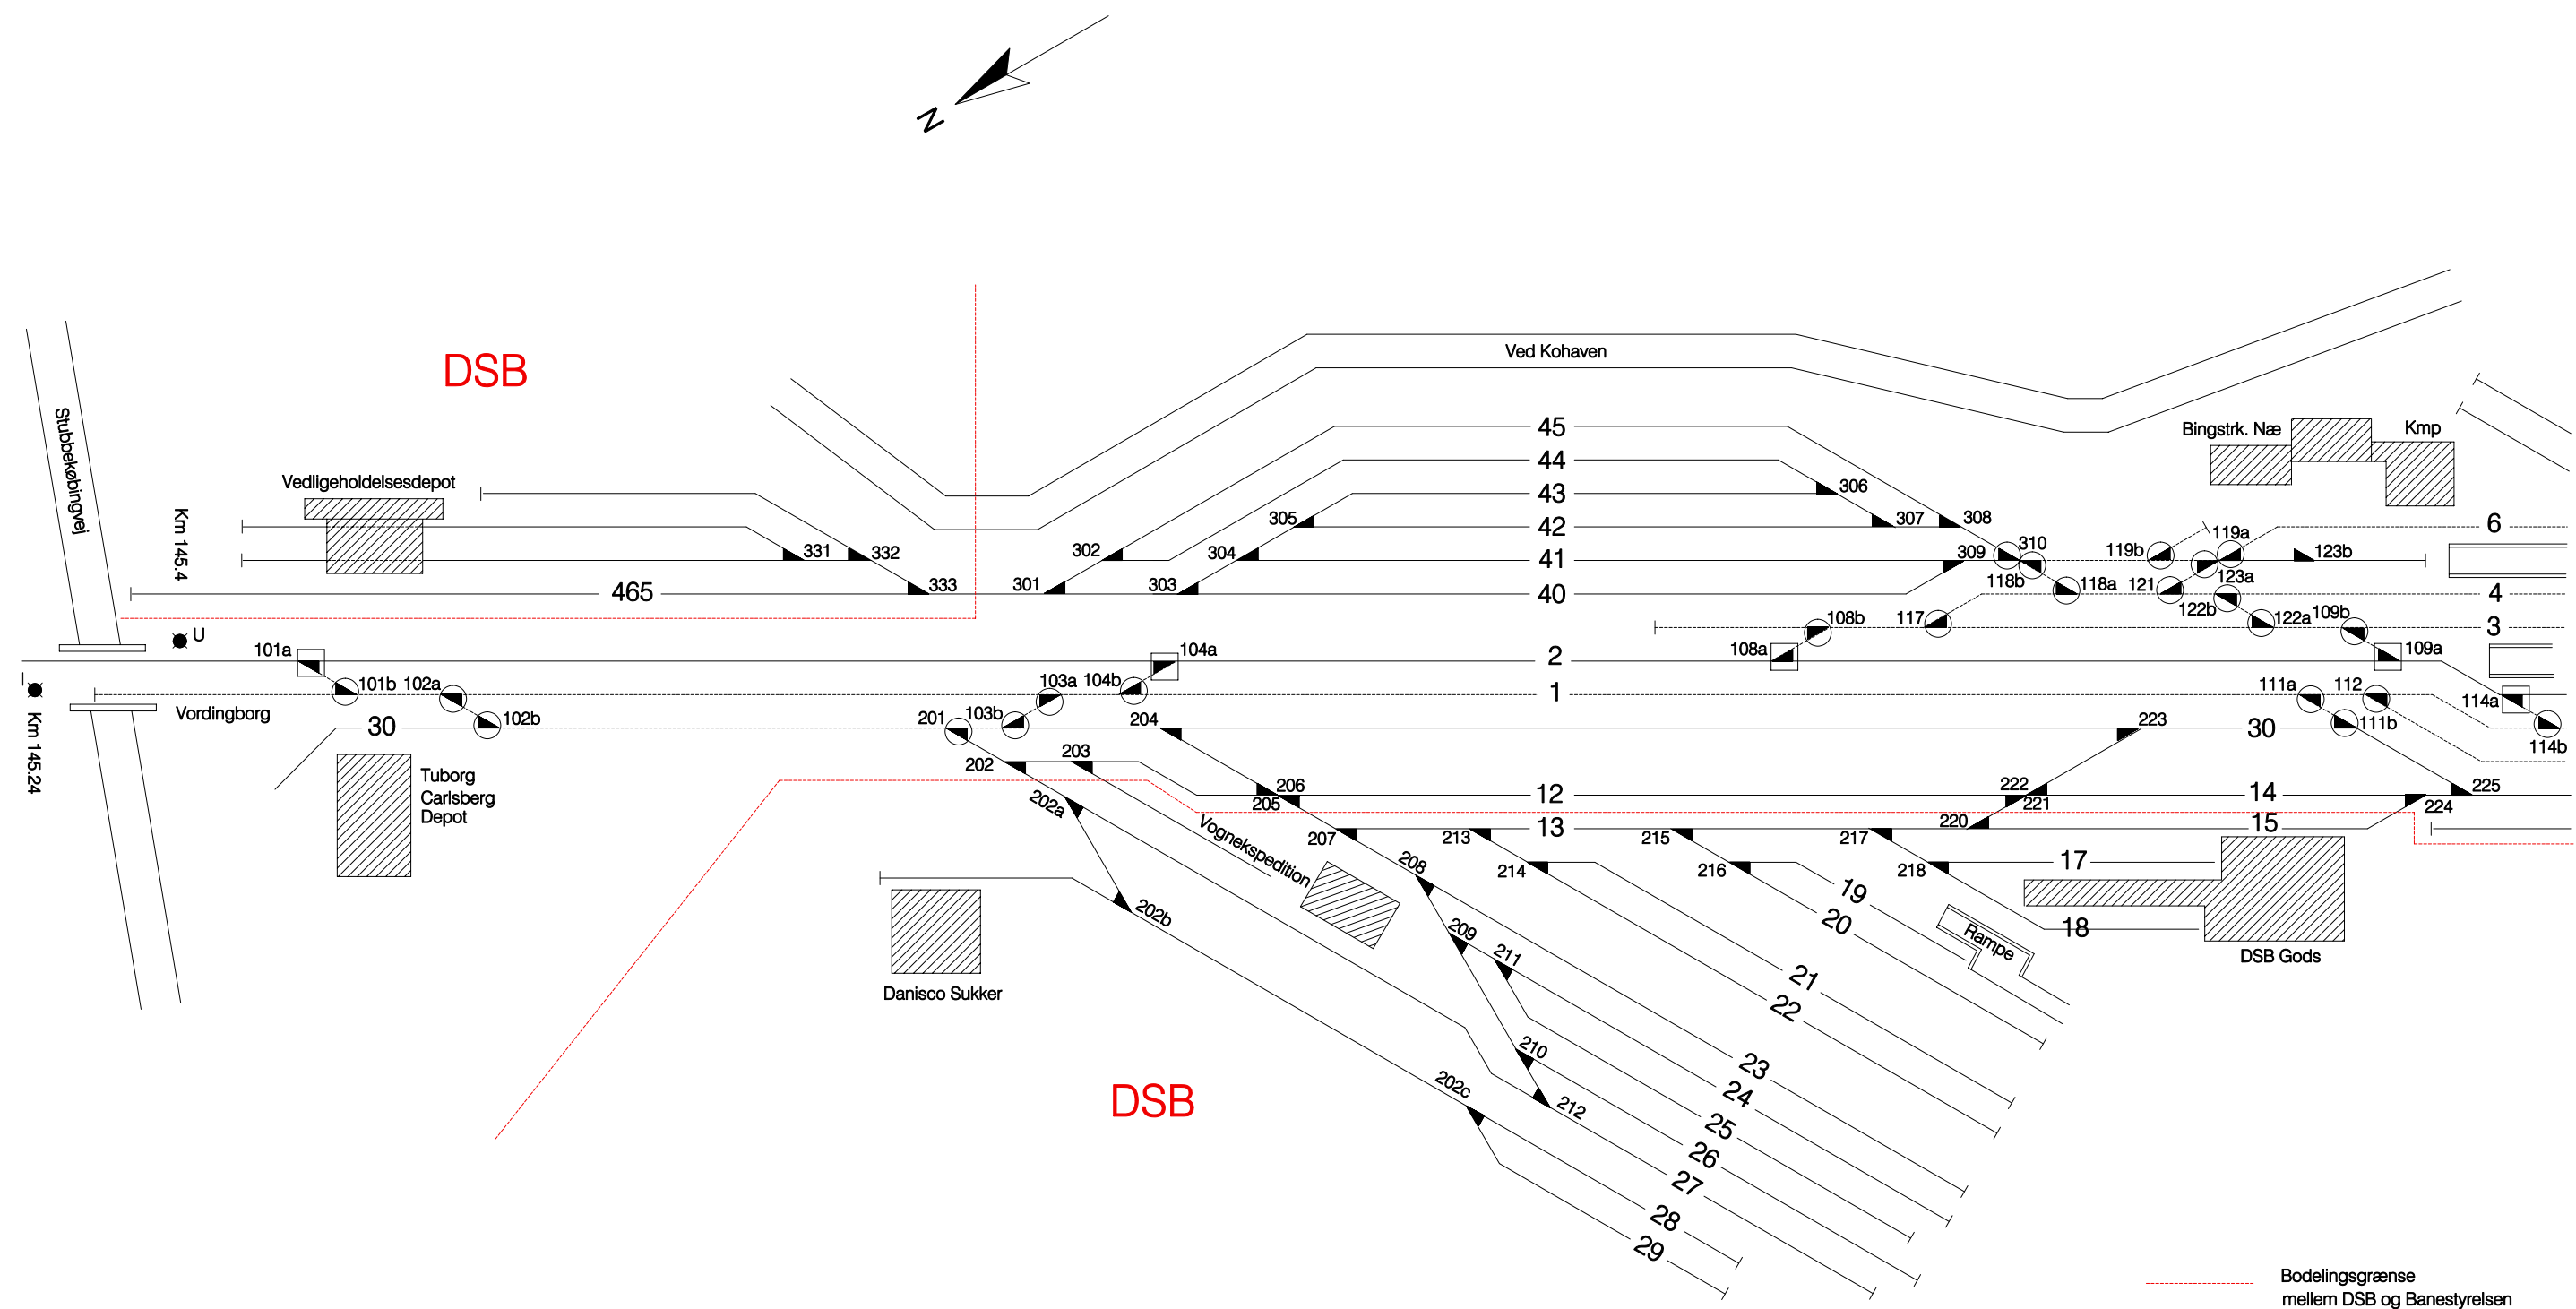 N
DSB
Ved Kohaven
Stubbekøbingvej
Km 145.4
Vedligeholdelsesdepot
Bingstrk. Næ
Kmp
45
44
43
306
305
42
307
308
6
331
332
302
304
41
309
310
119b
119a
123b
465
333
301
303
40
118b
118a
121
123a
4
122b
U
108b
117
122a
109b
3
101a
104a
2
108a
109a
I
101b
102a
103a
104b
1
111a
112
114a
Vordingborg
Km 145.24
30
102b
201
103b
204
223
30
111b
114b
203
202
Tuborg
Carlsberg
Depot
202a
206
205
12
222
221
14
225
224
Vognekspedition
207
213
13
215
217
220
15
208
214
216
218
17
19
20
18
Rampe
DSB Gods
202b
209
211
Danisco Sukker
21
22
210
23
DSB
202c
212
24
25
26
27
28
29
Bodelingsgrænse
mellem DSB og Banestyrelsen